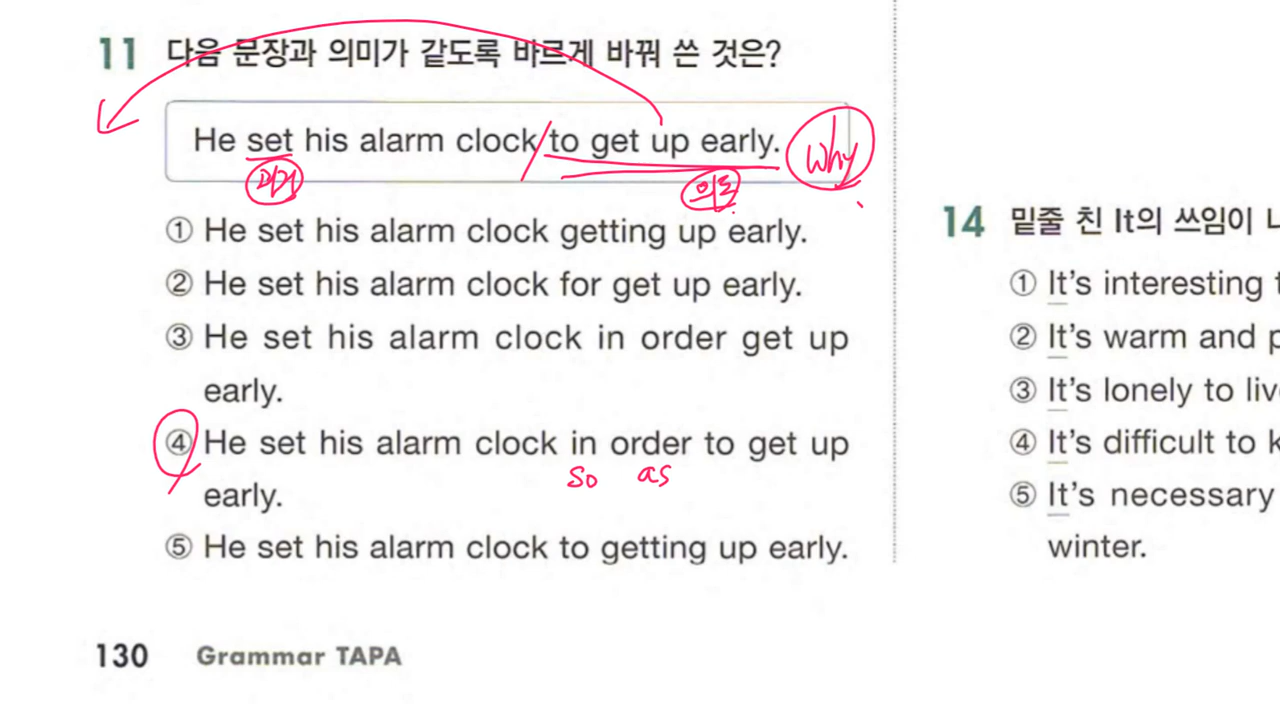 11 다음 문장과 의미가 같도록 바르게 바꿔 쓴 것은?
He set his alarm clock to get up early.
Why
과거
의도
① He set his alarm clock getting up early.
② He set his alarm clock for get up early.
③ He set his alarm clock in order get up
early.
④ He set his alarm clock in order to get up
so as
early.
⑤ He set his alarm clock to getting up early.
130 Grammar TAPA
14 밑줄 친 It의 쓰임이
① It's interesting
② It's warm and
③ It's lonely to
④ It's difficult to
⑤ It's necessary
winter.